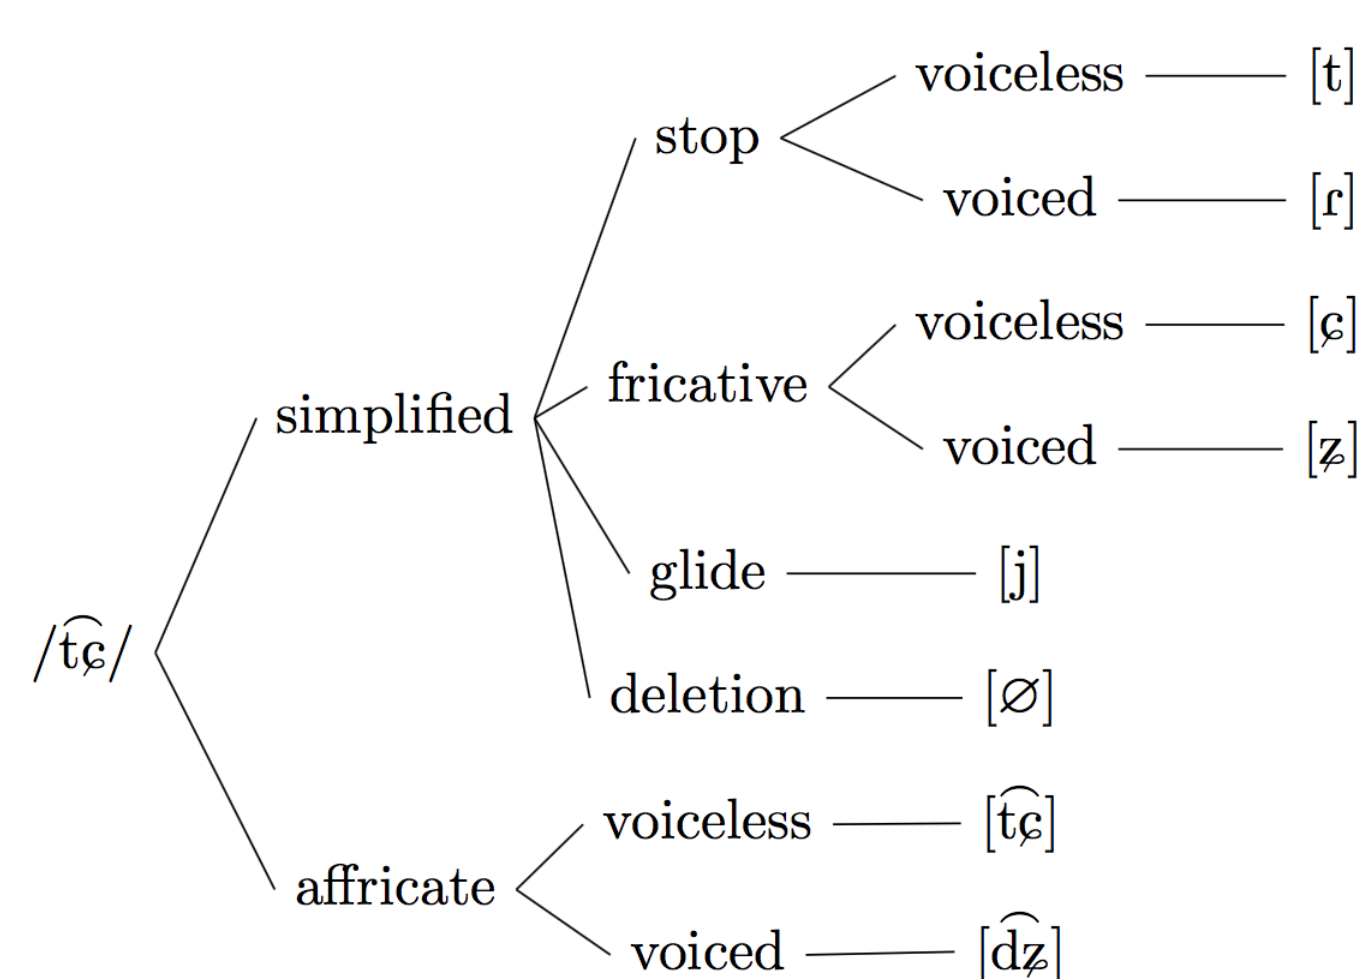 voiceless [t]
stop
voiced [ɾ]
voiceless [ɕ]
fricative
simplified
voiced [ʑ]
glide [j]
/t͡ɕ/
deletion [∅]
voiceless [t͡ɕ]
affricate
voiced [d͡ʑ]